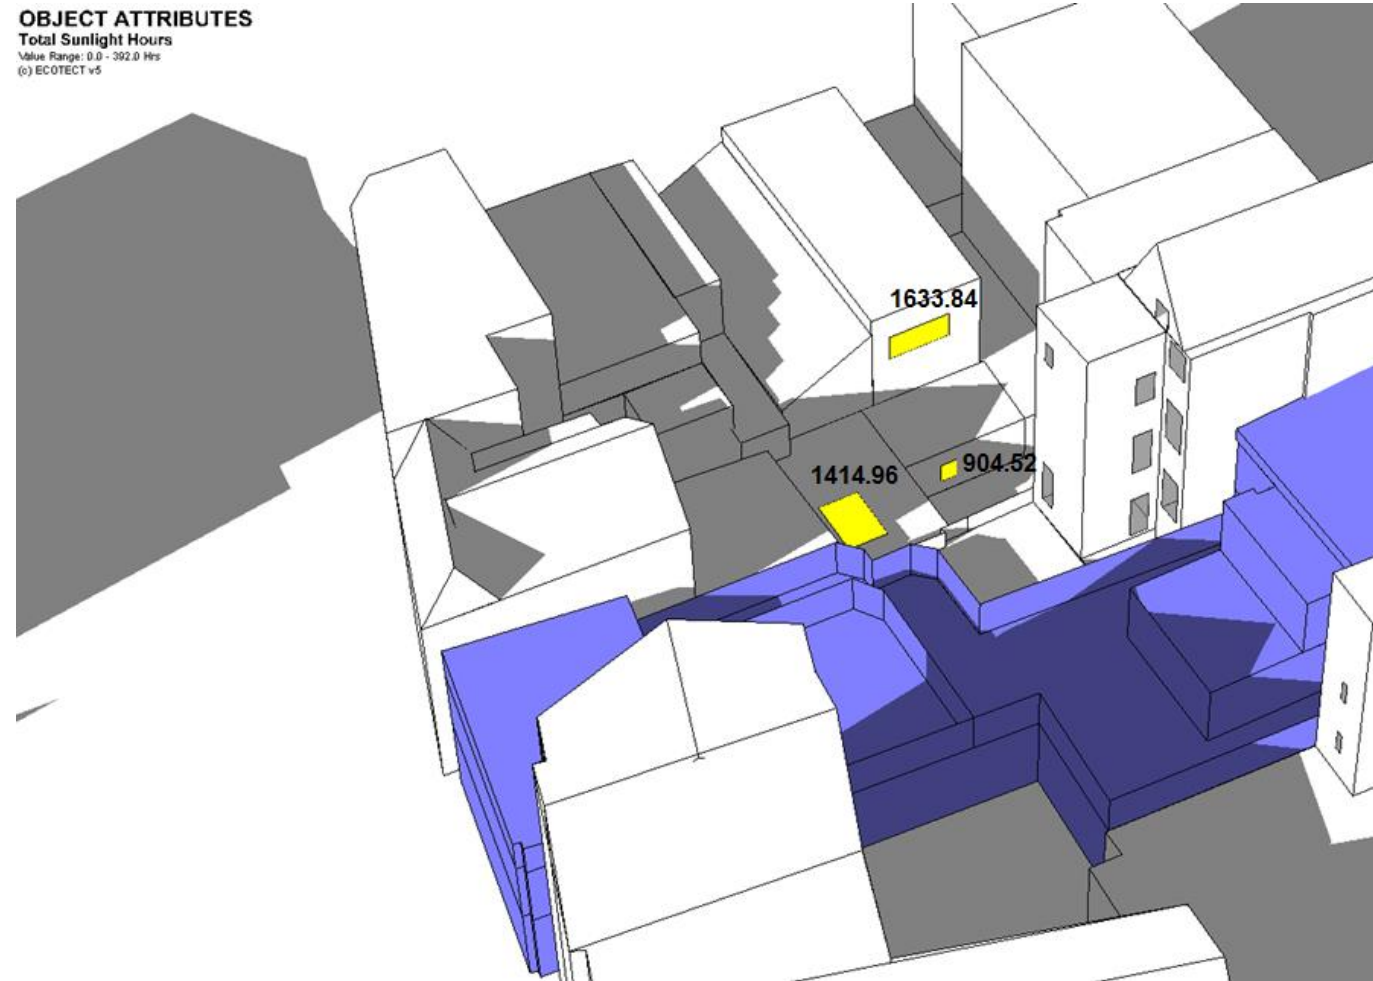 OBJECT ATTRIBUTES
Total Sunlight Hours
Value Range: 0.0 - 392.0 Hrs
(c) ECOTECT v5
1633.84
904.52
1414.96